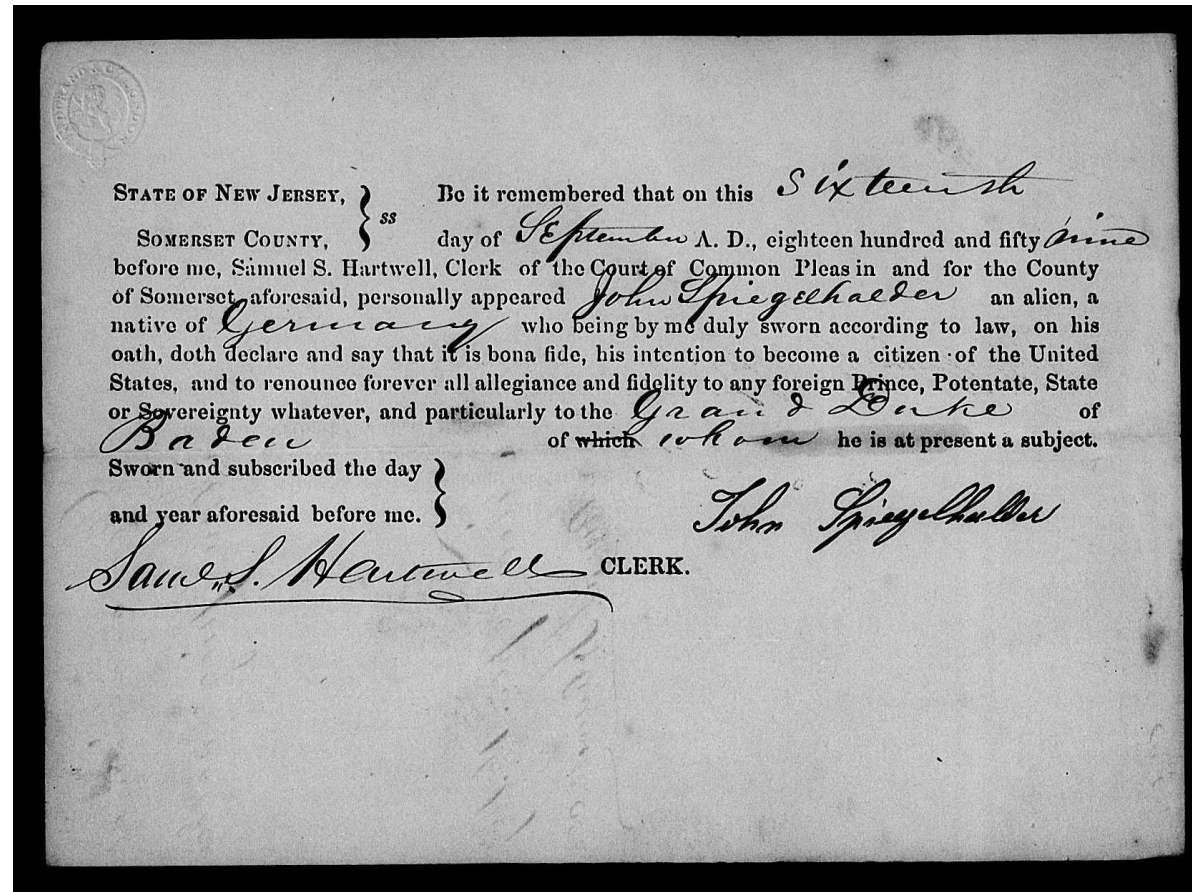 STATE OF NEW JERSEY, } ss Be it remembered that on this Sixteenth
SOMERSET COUNTY, day of September A. D., eighteen hundred and fifty nine
before me, Samuel S. Hartwell, Clerk of the Court of Common Pleas in and for the County
of Somerset aforesaid, personally appeared John Spiegelhalder an alien, a
native of Germany who being by me duly sworn according to law, on his
oath, doth declare and say that it is bona fide, his intention to become a citizen of the United
States, and to renounce forever all allegiance and fidelity to any foreign Prince, Potentate, State
or Sovereignty whatever, and particularly to the Grand Duke of
Baden of which whom he is at present a subject.
Sworn and subscribed the day }
and year aforesaid before me. John Spiegelhalder
Saml. S. Hartwell CLERK.